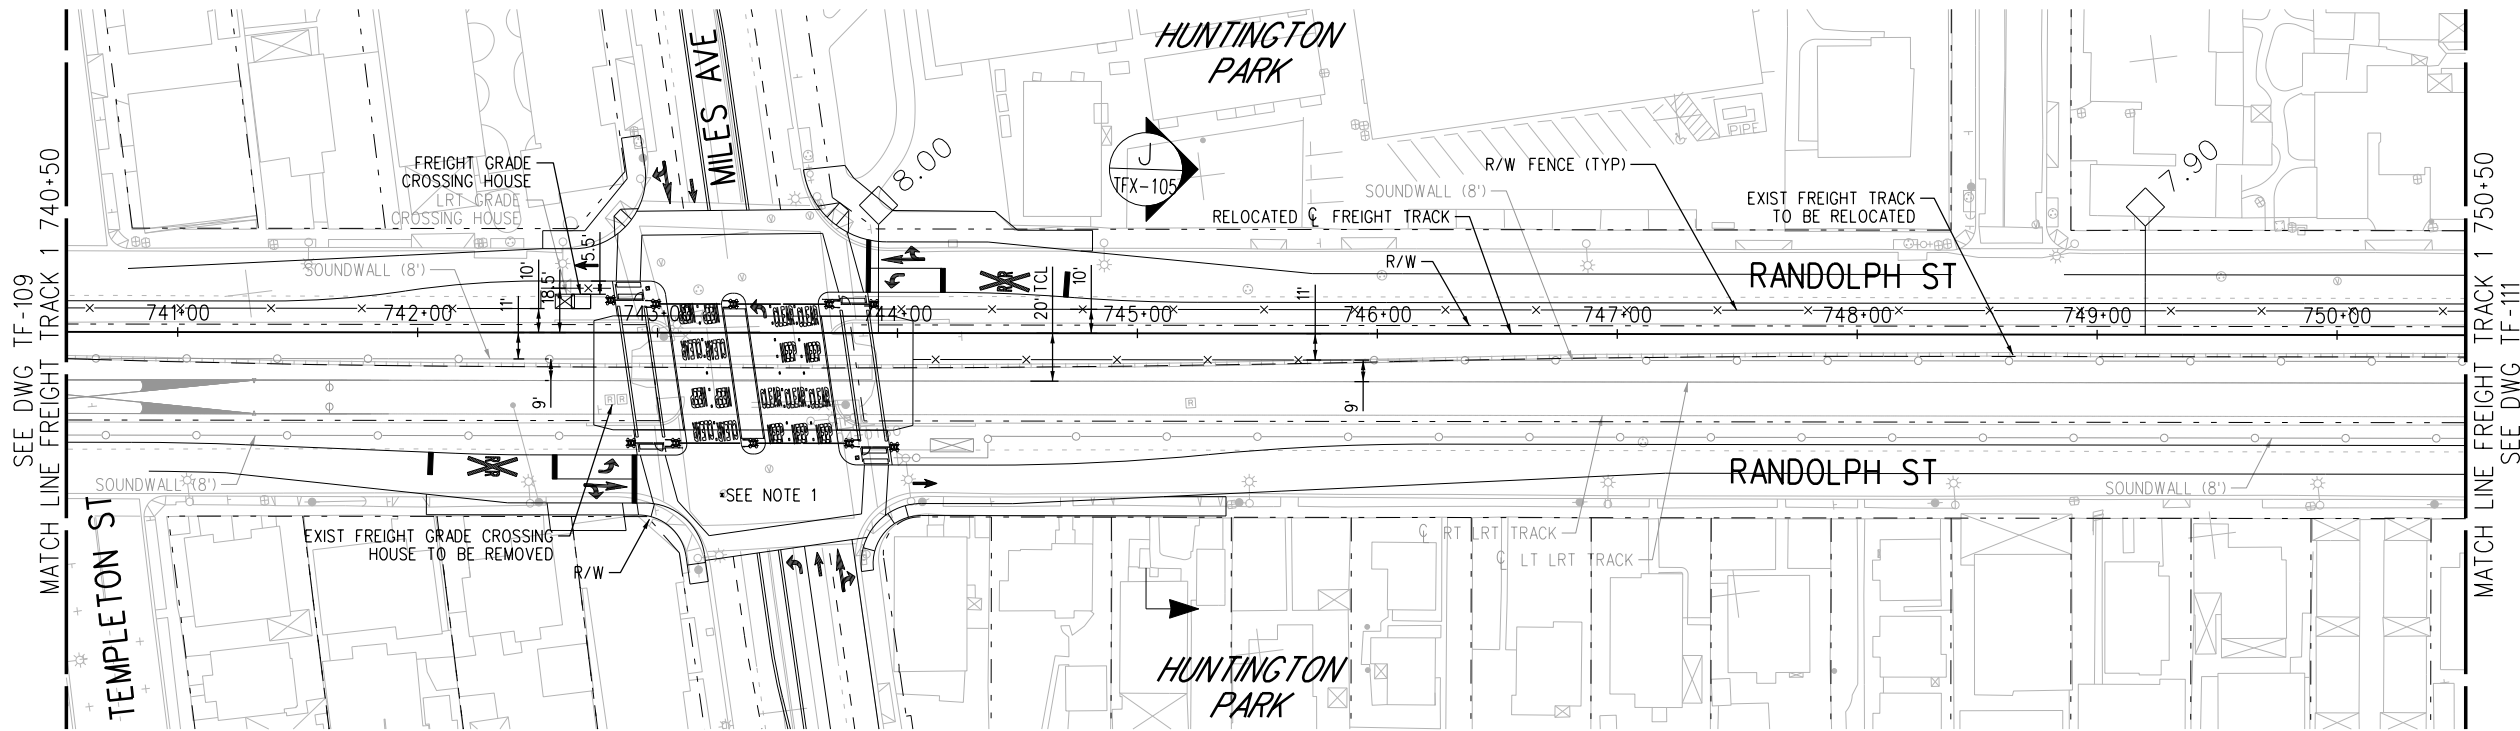 HUNTINGTON
PARK
MILES AVE
8.00
J
TFX-105
PIPE
7.90
FREIGHT GRADE
CROSSING HOUSE
LRT GRADE
CROSSING HOUSE
R/W FENCE (TYP)
SOUNDWALL (8')
EXIST FREIGHT TRACK
TO BE RELOCATED
RELOCATED ℄ FREIGHT TRACK
R/W
RANDOLPH ST
SOUNDWALL (8')
10'
18.5'
5.5'
11'
20' TCL
10'
11'
RXR
741+00
742+00
743+00
744+00
745+00
746+00
747+00
748+00
749+00
750+00
SEE DWG TF-109
MATCH LINE FREIGHT TRACK 1 740+50
MATCH LINE FREIGHT TRACK 1 750+50
SEE DWG TF-111
9'
9'
R R
R
RXR
SOUNDWALL (8')
*SEE NOTE 1
RANDOLPH ST
SOUNDWALL (8')
EXIST FREIGHT GRADE CROSSING
HOUSE TO BE REMOVED
R/W
℄ RT LRT TRACK
℄ LT LRT TRACK
TEMPLETON ST
HUNTINGTON
PARK